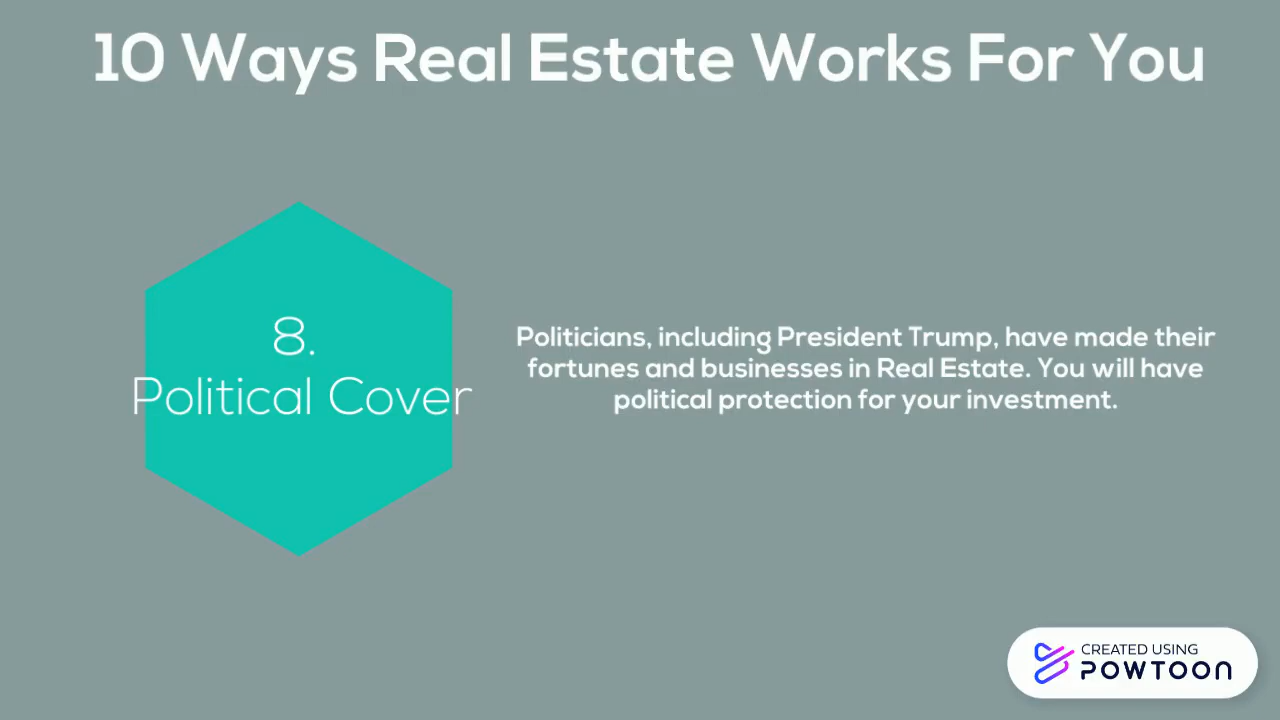 10 Ways Real Estate Works For You
8.
Political Cover
Politicians, including President Trump, have made their
fortunes and businesses in Real Estate. You will have
political protection for your investment.
CREATED USING
POWTOON